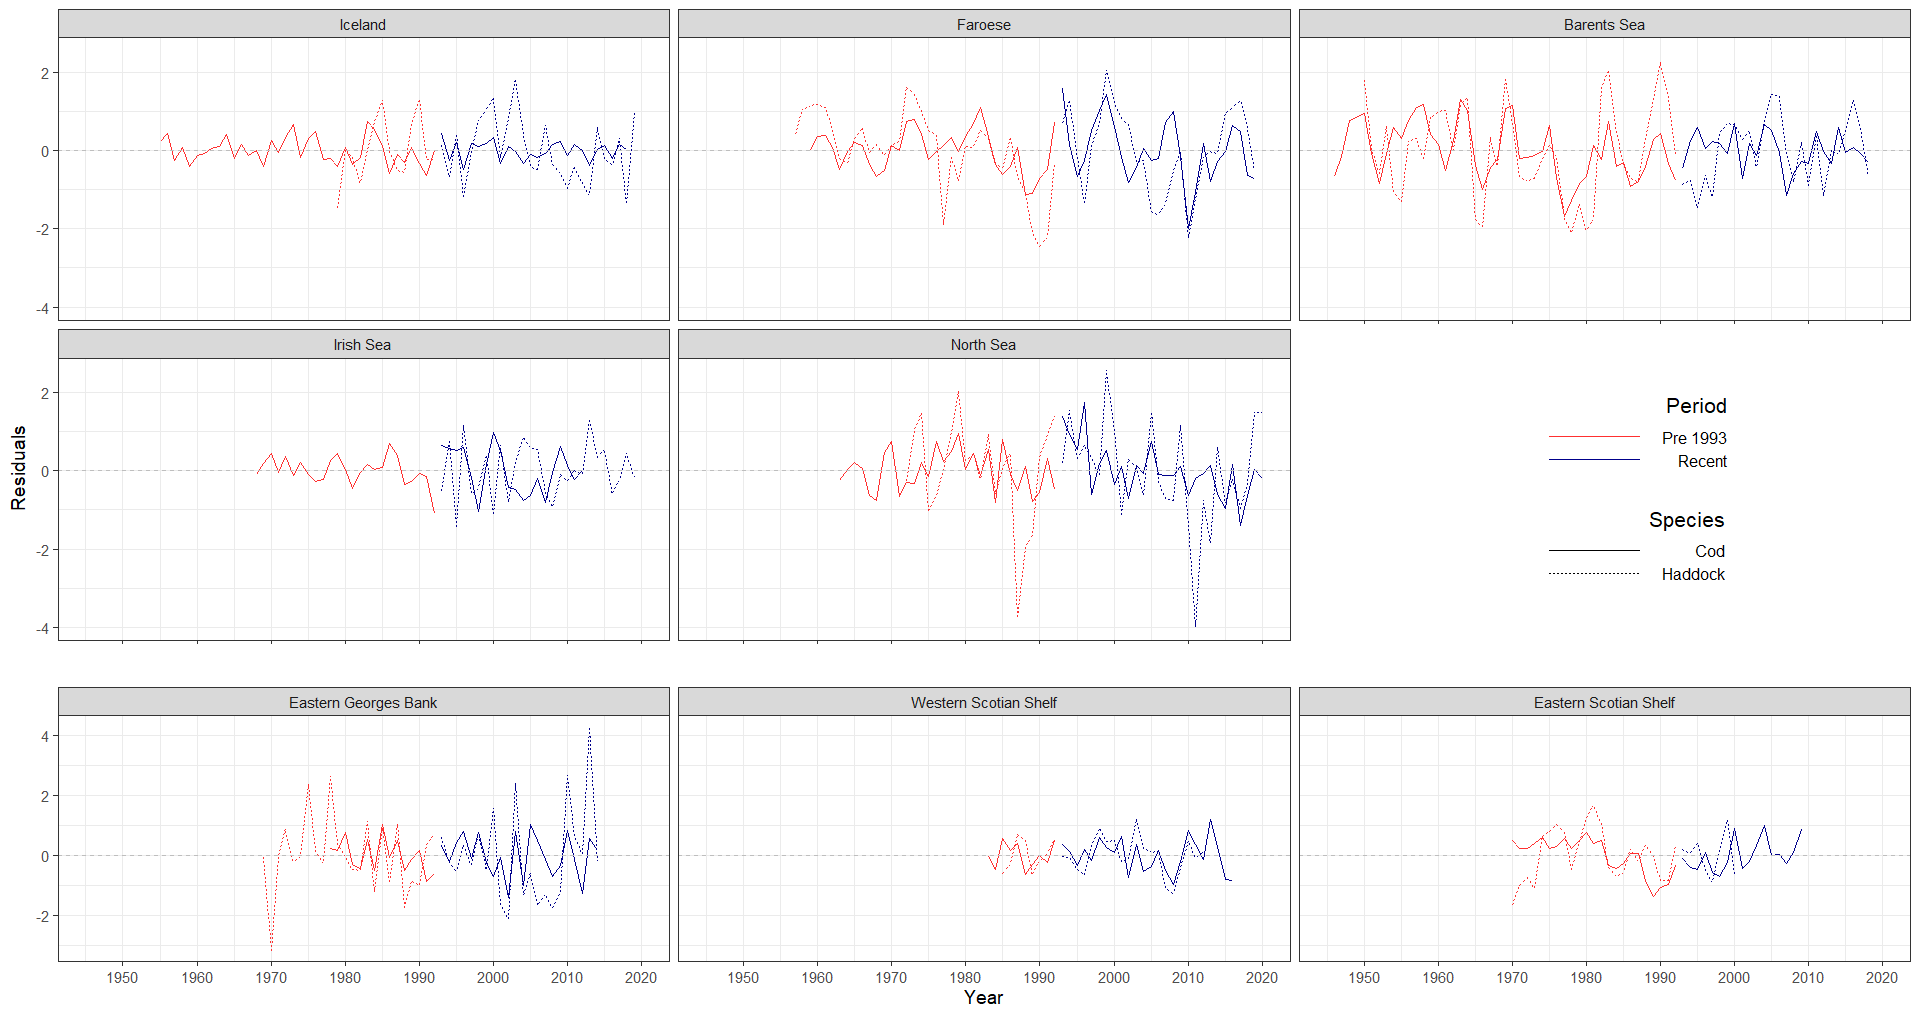 Iceland Faroese Barents Sea
2
0
-2
-4
Irish Sea North Sea
2
0
-2
-4
Residuals
Period
Pre 1993
Recent
Species
Cod
Haddock
Eastern Georges Bank Western Scotian Shelf Eastern Scotian Shelf
4
2
0
-2
1950 1960 1970 1980 1990 2000 2010 2020 1950 1960 1970 1980 1990 2000 2010 2020 1950 1960 1970 1980 1990 2000 2010 2020
Year